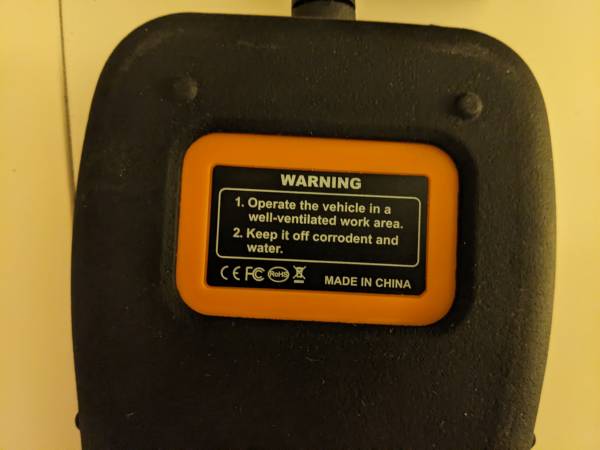 WARNING
1. Operate the vehicle in a
well-ventilated work area.
2. Keep it off corrodent and
water.
CE FC RoHS MADE IN CHINA